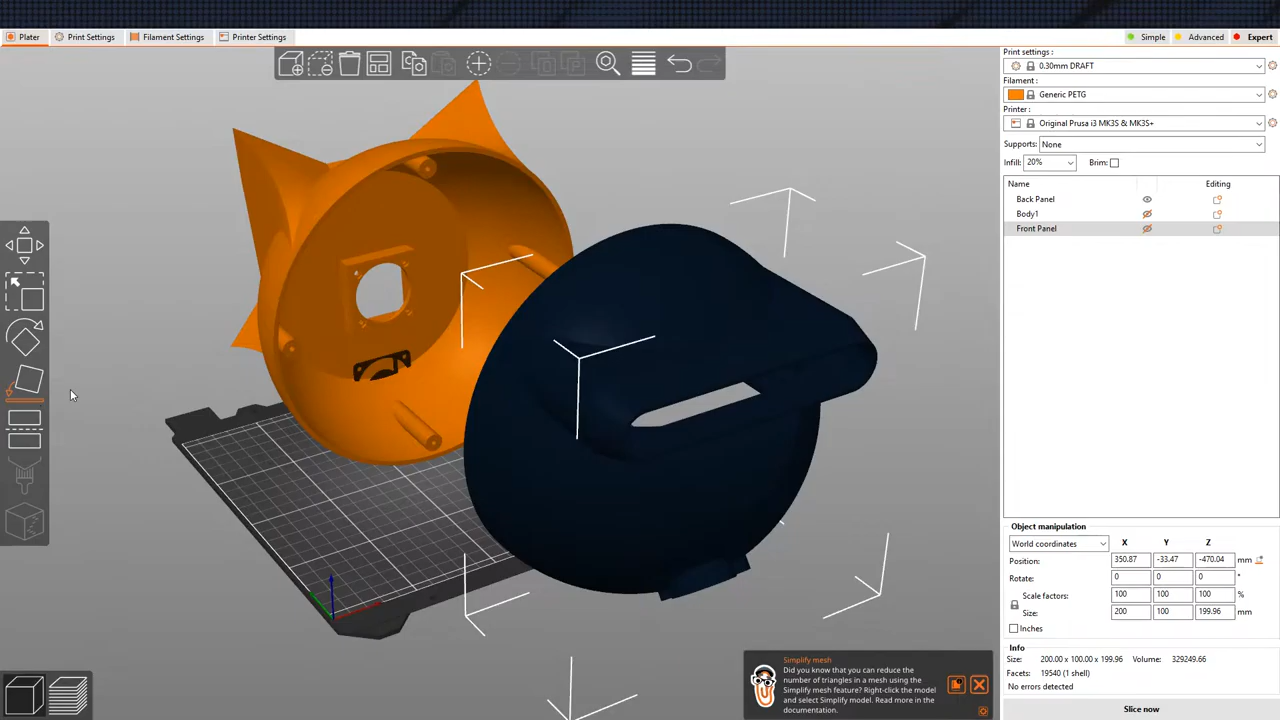 Plater Print Settings Filament Settings Printer Settings Simple Advanced Expert
Print settings:
0.30mm DRAFT
Filament:
Generic PETG
Printer :
Original Prusa i3 MK3S & MK3S+
Supports: None
Infill: 20% Brim:
Name Editing
Back Panel
Body1
Front Panel
Object manipulation
World coordinates X Y Z
Position: 350.87 -33.47 -470.04 mm
Rotate: 0 0 0 °
Scale factors: 100 100 100 %
Size: 200 100 199.96 mm
Inches
Info
Size: 200.00 x 100.00 x 199.96 Volume: 329249.66
Facets: 19540 (1 shell)
No errors detected
Slice now
Simplify mesh
Did you know that you can reduce the
number of triangles in a mesh using the
Simplify mesh feature? Right-click the model
and select Simplify model. Read more in the
documentation.